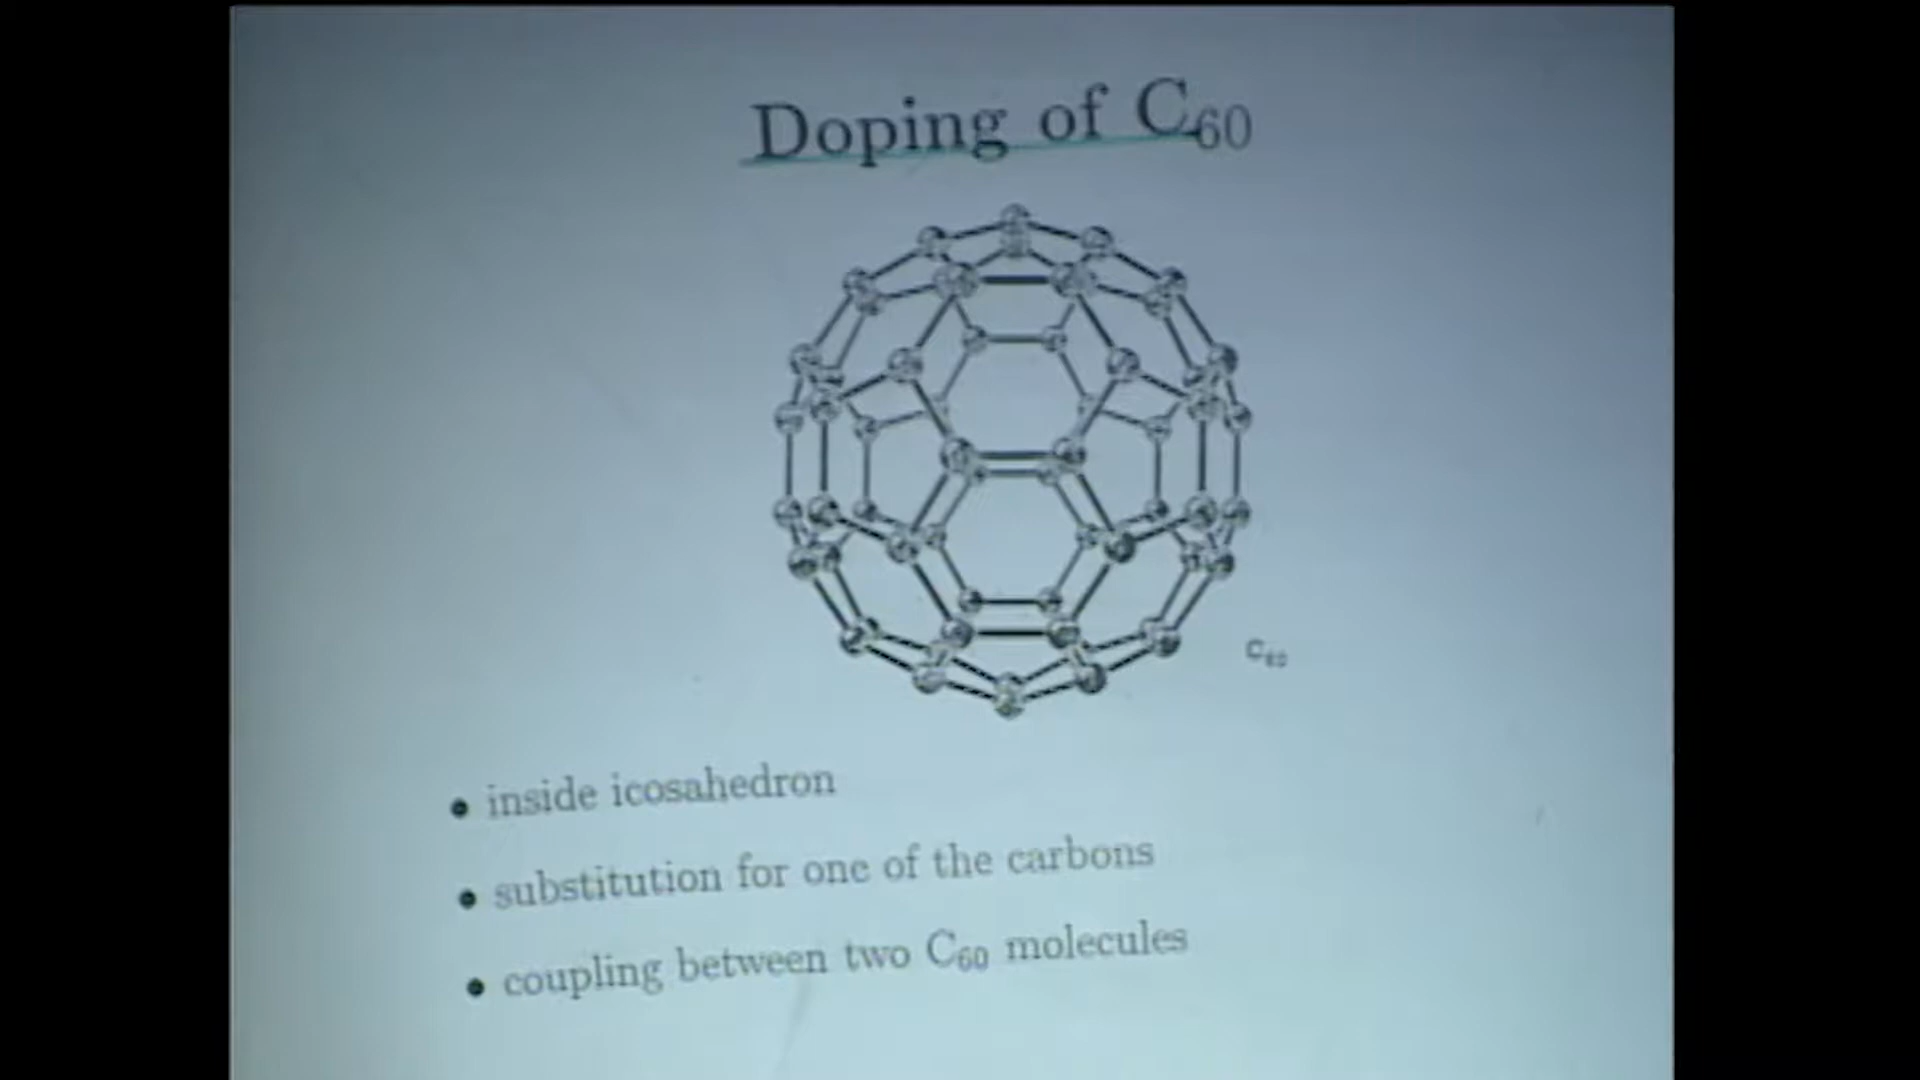 Doping of C₆₀
C₆₀
• inside icosahedron
• substitution for one of the carbons
• coupling between two C₆₀ molecules